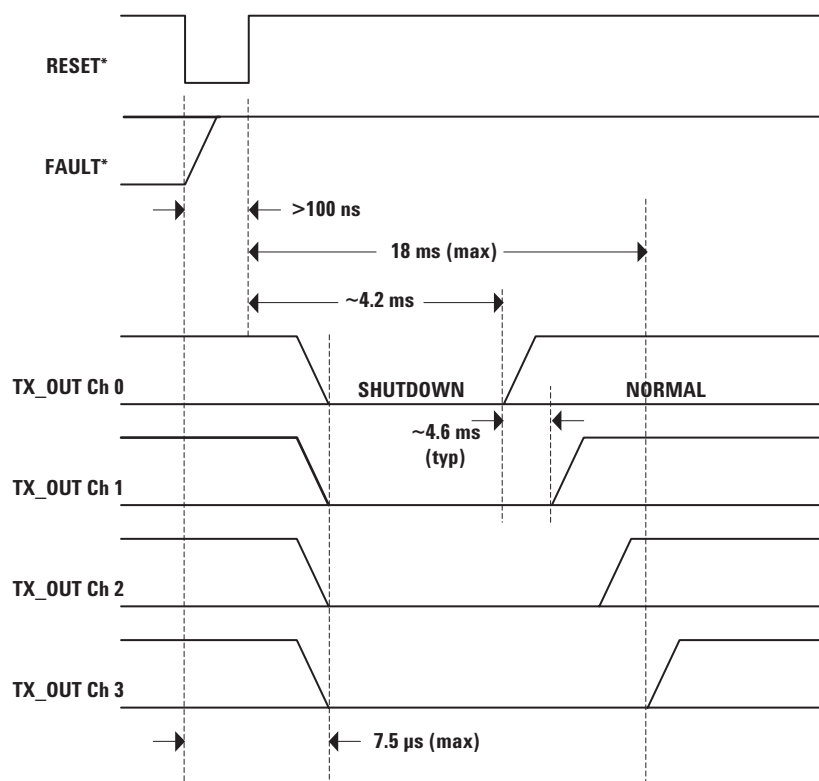 RESET*
FAULT*
>100 ns
18 ms (max)
~4.2 ms
TX_OUT Ch 0
SHUTDOWN
NORMAL
~4.6 ms
(typ)
TX_OUT Ch 1
TX_OUT Ch 2
TX_OUT Ch 3
7.5 µs (max)